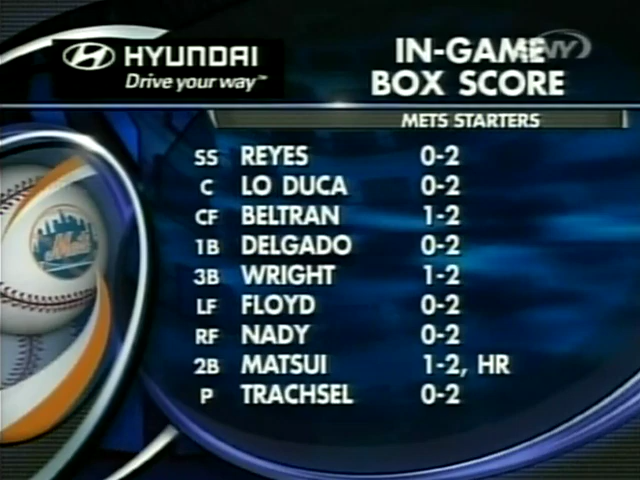 HYUNDAI
Drive your way™
IN-GAME
BOX SCORE
SNY
METS STARTERS
SS REYES 0-2
C LO DUCA 0-2
CF BELTRAN 1-2
1B DELGADO 0-2
3B WRIGHT 1-2
LF FLOYD 0-2
RF NADY 0-2
2B MATSUI 1-2, HR
P TRACHSEL 0-2
Mets